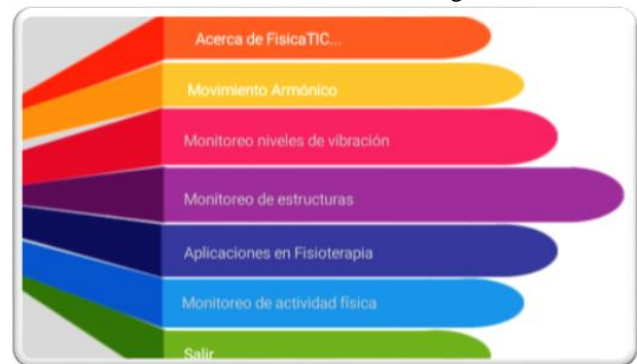 Acerca de FisicaTIC...
Movimiento Armónico
Monitoreo niveles de vibración
Monitoreo de estructuras
Aplicaciones en Fisioterapia
Monitoreo de actividad física
Salir